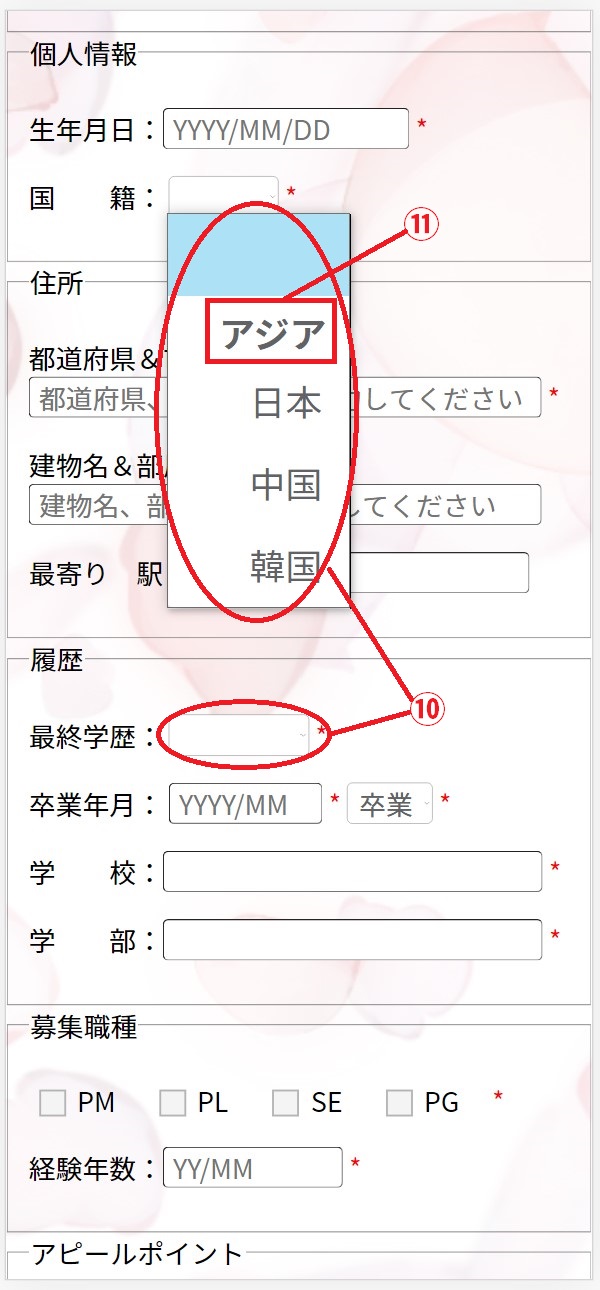 個人情報
生年月日： YYYY/MM/DD *
国　　籍： *
⑪
アジア
日本
中国
韓国
住所
都道府県＆
都道府県、 してください *
建物名＆部
建物名、部 してください
最寄り　駅
履歴
⑩
最終学歴： *
卒業年月： YYYY/MM * 卒業 *
学　　校： *
学　　部： *
募集職種
PM PL SE PG *
経験年数： YY/MM *
アピールポイント